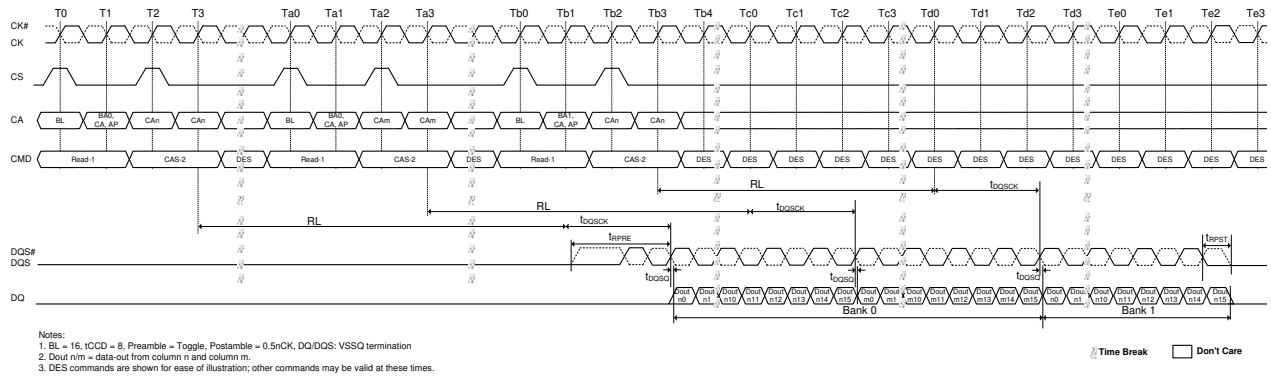 T0 T1 T2 T3 Ta0 Ta1 Ta2 Ta3 Tb0 Tb1 Tb2 Tb3 Tb4 Tc0 Tc1 Tc2 Tc3 Td0 Td1 Td2 Td3 Te0 Te1 Te2 Te3
CK#
CK
CS
CA BL BA0, CA, AP CAn CAn BL BA0, CA, AP CAm CAm BL BA1, CA, AP CAn CAn
CMD Read-1 CAS-2 DES Read-1 CAS-2 DES Read-1 CAS-2 DES DES DES DES DES DES DES DES DES DES DES DES DES
RL tDQSCK
RL tDQSCK
RL tDQSCK
tRPRE tRPST
DQS#
DQS
tDQSQ tDQSQ tDQSQ
DQ Dout n0 Dout n1 Dout n10 Dout n11 Dout n12 Dout n13 Dout n14 Dout n15 Dout m0 Dout m1 Dout m10 Dout m11 Dout m12 Dout m13 Dout m14 Dout m15 Dout n0 Dout n1 Dout n10 Dout n11 Dout n12 Dout n13 Dout n14 Dout n15
Bank 0 Bank 1
Notes:
1. BL = 16, tCCD = 8, Preamble = Toggle, Postamble = 0.5nCK, DQ/DQS: VSSQ termination
2. Dout n/m = data-out from column n and column m.
3. DES commands are shown for ease of illustration; other commands may be valid at these times.
Time Break Don't Care